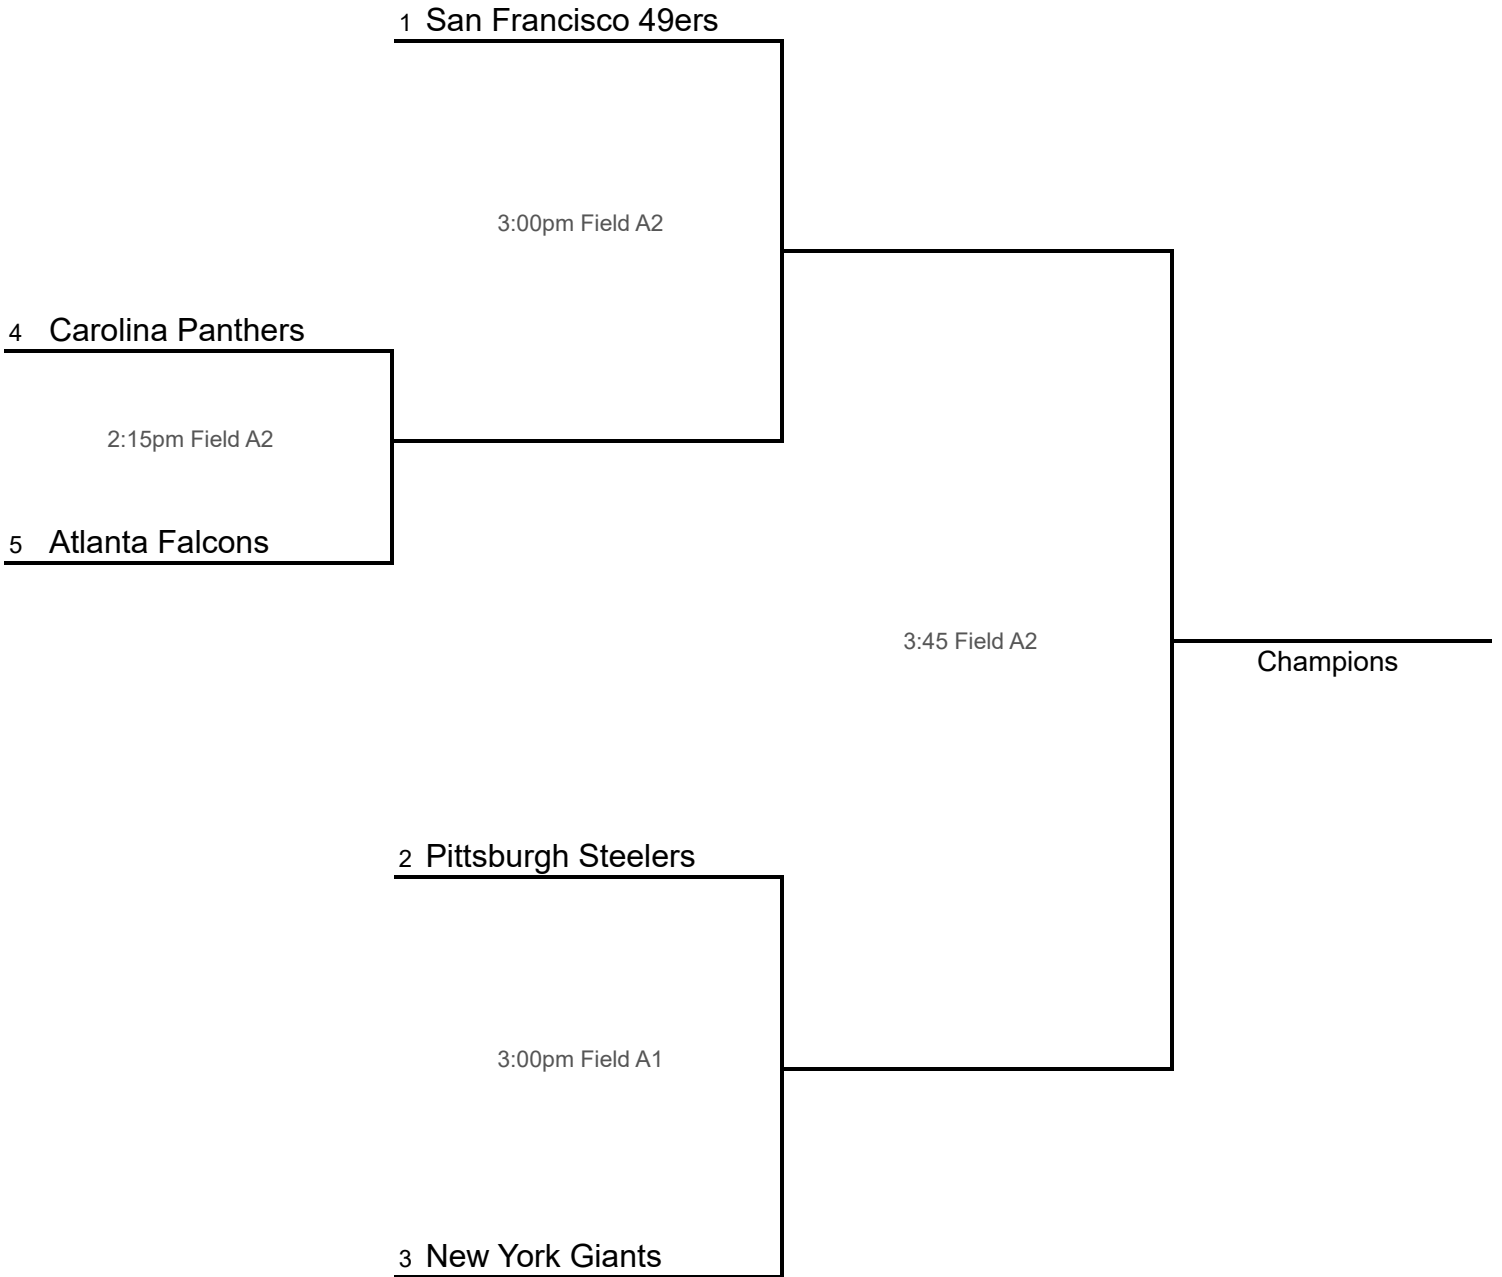 1 San Francisco 49ers
3:00pm Field A2
4 Carolina Panthers
2:15pm Field A2
5 Atlanta Falcons
3:45 Field A2
Champions
2 Pittsburgh Steelers
3:00pm Field A1
3 New York Giants